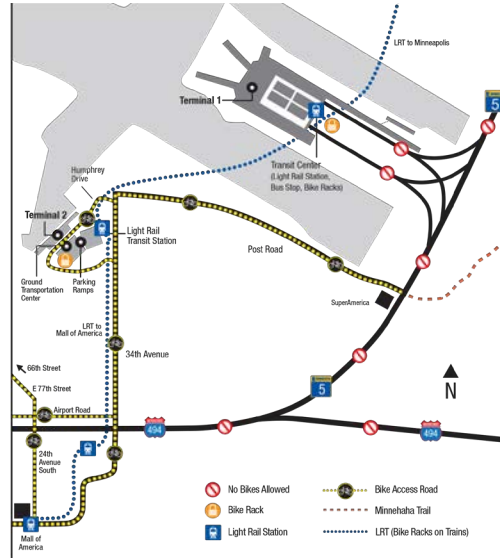 LRT to Minneapolis
Terminal 1
5
Transit Center
(Light Rail Station,
Bus Stop, Bike Racks)
Humphrey
Drive
Terminal 2
Light Rail
Transit Station
Post Road
Ground
Transportation
Center
Parking
Ramps
SuperAmerica
LRT to
Mall of America
34th Avenue
66th Street
E 77th Street
5
N
Airport Road
494
494
24th
Avenue
South
Mall of
America
No Bikes Allowed
Bike Rack
Light Rail Station
Bike Access Road
Minnehaha Trail
LRT (Bike Racks on Trains)